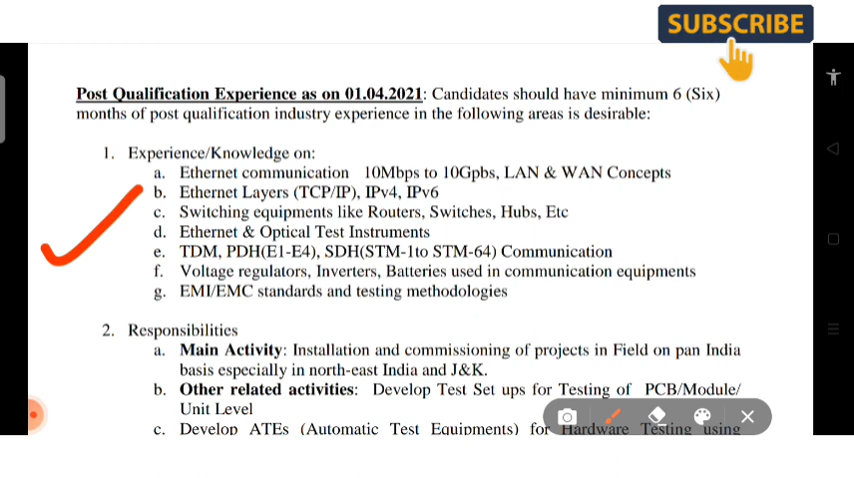 SUBSCRIBE
Post Qualification Experience as on 01.04.2021: Candidates should have minimum 6 (Six)
months of post qualification industry experience in the following areas is desirable:
1. Experience/Knowledge on:
a. Ethernet communication 10Mbps to 10Gpbs, LAN & WAN Concepts
b. Ethernet Layers (TCP/IP), IPv4, IPv6
c. Switching equipments like Routers, Switches, Hubs, Etc
d. Ethernet & Optical Test Instruments
e. TDM, PDH(E1-E4), SDH(STM-1to STM-64) Communication
f. Voltage regulators, Inverters, Batteries used in communication equipments
g. EMI/EMC standards and testing methodologies
2. Responsibilities
a. Main Activity: Installation and commissioning of projects in Field on pan India
basis especially in north-east India and J&K.
b. Other related activities: Develop Test Set ups for Testing of PCB/Module/
Unit Level
c. Develop ATEs (Automatic Test Equipments) for Hardware Testing using